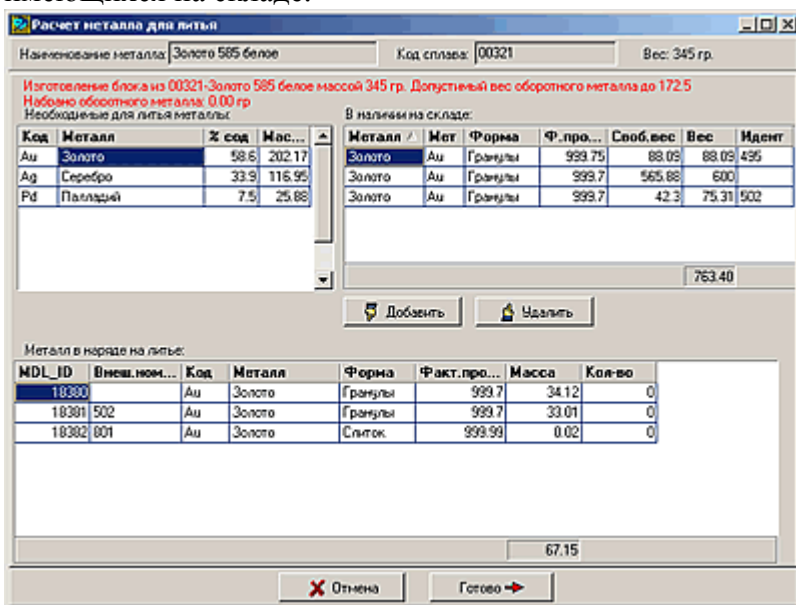 имеющихся на складе.
Расчет металла для литья
Наименование металла: Золото 585 белое Код сплава: 00321 Вес: 345 гр.
Изготовление блока из 00321-Золото 585 белое массой 345 гр. Допустимый вес оборотного металла до 172.5
Набрано оборотного металла: 0.00 гр
Необходимые для литья металлы: В наличии на складе:
Код Металл % сод Мас... Металл Мет Форма Ф.про... Своб.вес Вес Идент
Au Золото 58.6 202.17 Золото Au Гранулы 999.75 88.09 88.09 495
Ag Серебро 33.9 116.95 Золото Au Гранулы 999.7 565.88 600
Pd Палладий 7.5 25.88 Золото Au Гранулы 999.7 42.3 75.31 502
763.40
Добавить Удалить
Металл в наряде на литье:
MDL_ID Внеш.ном... Код Металл Форма Факт.про... Масса Кол-во
18380 Au Золото Гранулы 999.7 34.12 0
18381 502 Au Золото Гранулы 999.7 33.01 0
18382 801 Au Золото Слиток 999.99 0.02 0
67.15
Отмена Готово